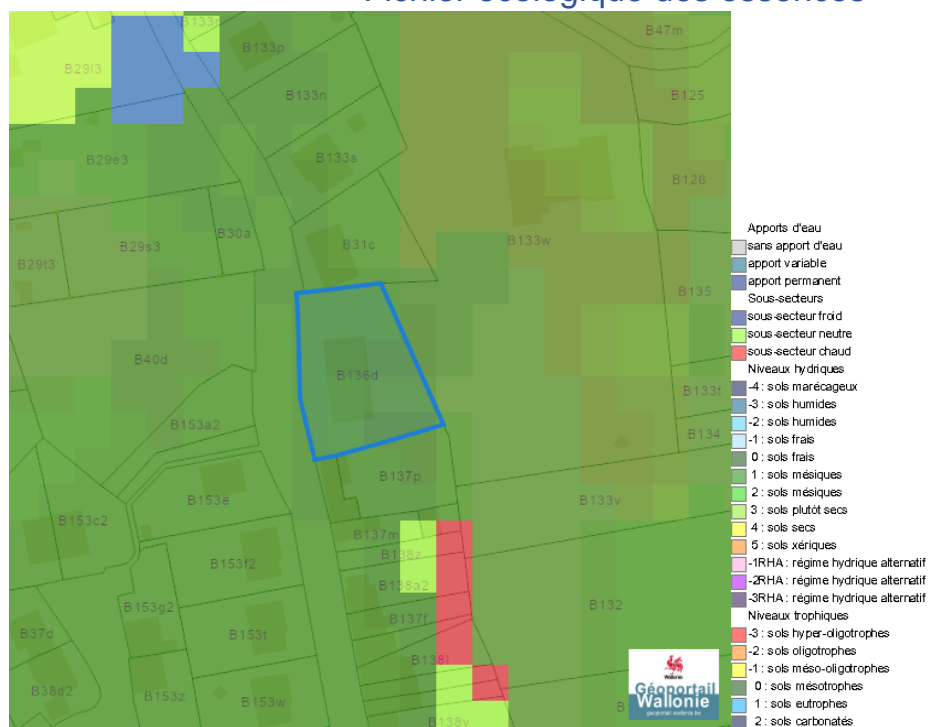 Fichier écologique des essences
B133p
B47m
B29l3
B133n
B125
B133s
B29e3
B126
B30a
B31c
B133w
B29s3
B29t3
B135
B40d
B136d
B133t
B153a2
B134
B137p
B153e
B133v
B153c2
B137m
B138z
B153f2
B138a2
B153g2
B137f
B132
B37d
B153t
B138l
B38d2
B153z
B153w
B138v
Apports d'eau
sans apport d'eau
apport variable
apport permanent
Sous-secteurs
sous-secteur froid
sous-secteur neutre
sous-secteur chaud
Niveaux hydriques
-4 : sols marécageux
-3 : sols humides
-2 : sols humides
-1 : sols frais
0 : sols frais
1 : sols mésiques
2 : sols mésiques
3 : sols plutôt secs
4 : sols secs
5 : sols xériques
-1RHA : régime hydrique alternatif
-2RHA : régime hydrique alternatif
-3RHA : régime hydrique alternatif
Niveaux trophiques
-3 : sols hyper-oligotrophes
-2 : sols oligotrophes
-1 : sols méso-oligotrophes
0 : sols mésotrophes
1 : sols eutrophes
2 : sols carbonatés
Wallonie
Géoportail
Wallonie
geoportail.wallonie.be